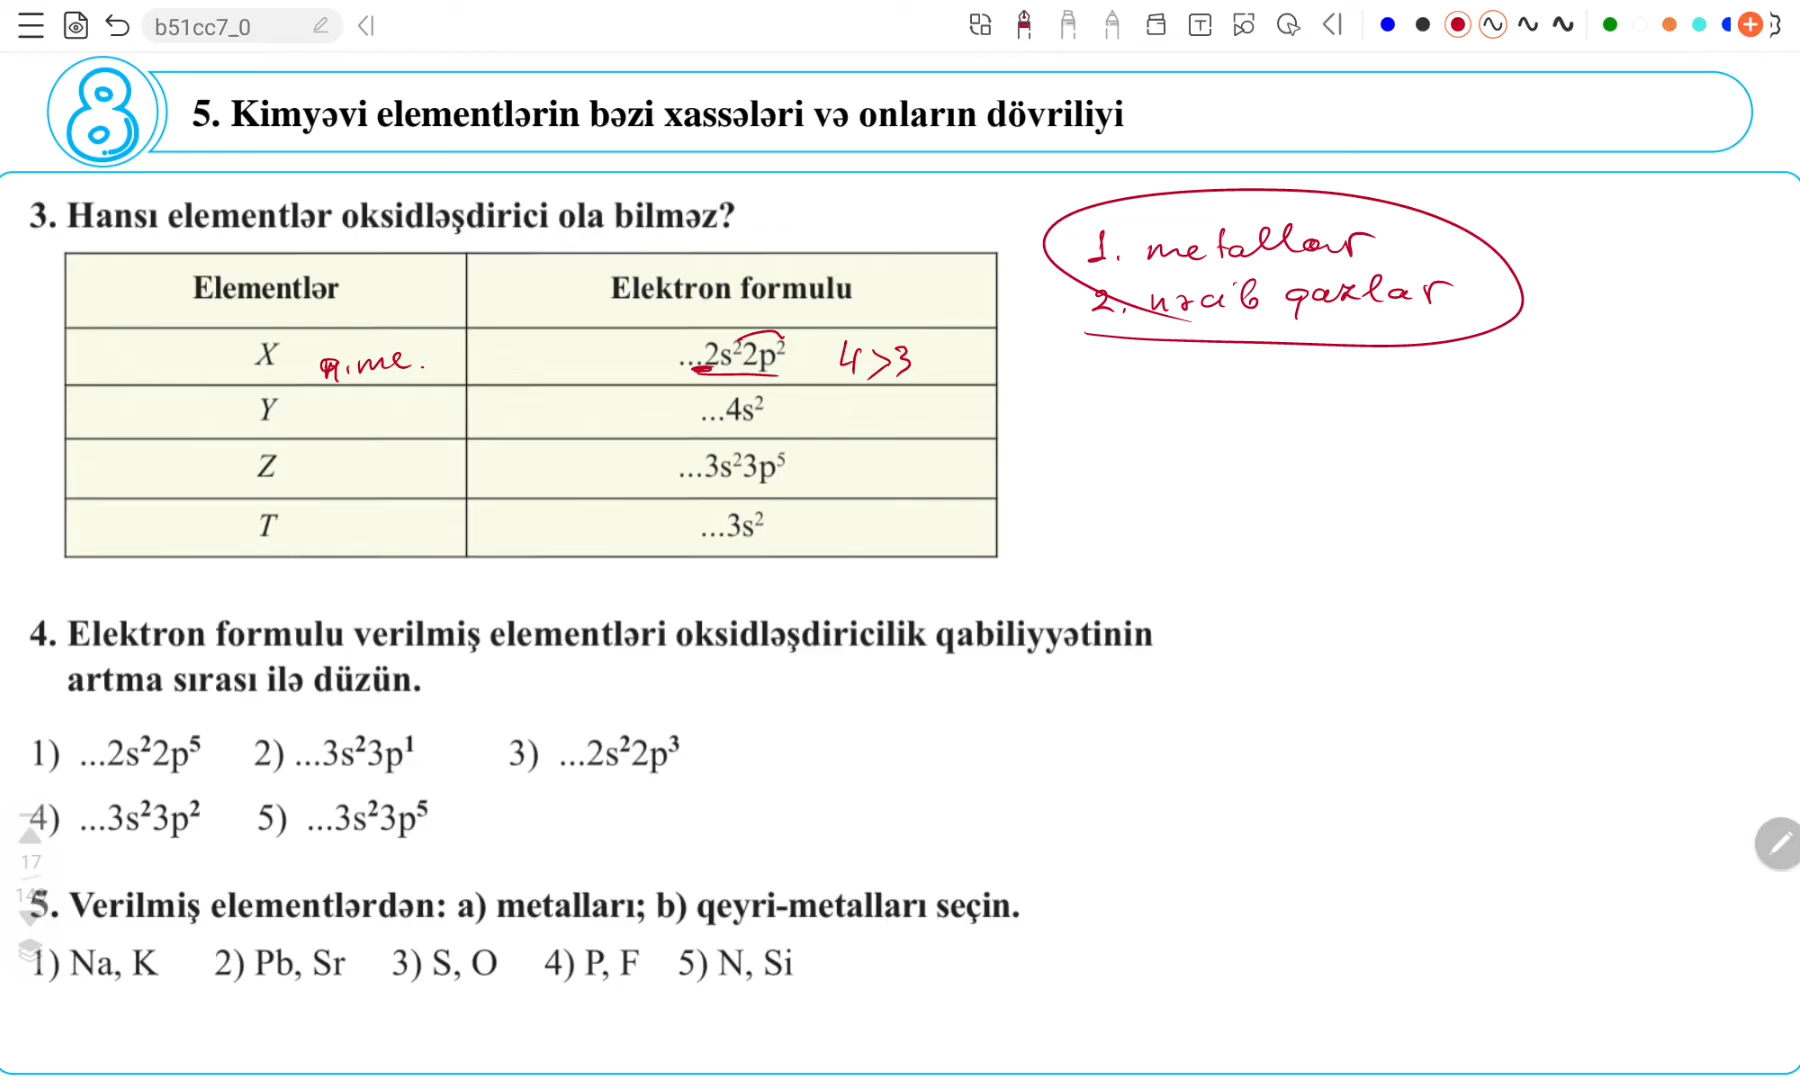 b51cc7_0
8
5. Kimyəvi elementlərin bəzi xassələri və onların dövriliyi
3. Hansı elementlər oksidləşdirici ola bilməz?
1. metallar
2. nəcib qazlar
Elementlər Elektron formulu
X q.me. ...2s²2p² 4>3
Y ...4s²
Z ...3s²3p⁵
T ...3s²
4. Elektron formulu verilmiş elementləri oksidləşdiricilik qabiliyyətinin
artma sırası ilə düzün.
1) ...2s²2p⁵ 2) ...3s²3p¹ 3) ...2s²2p³
4) ...3s²3p² 5) ...3s²3p⁵
17
5. Verilmiş elementlərdən: a) metalları; b) qeyri-metalları seçin.
1) Na, K 2) Pb, Sr 3) S, O 4) P, F 5) N, Si